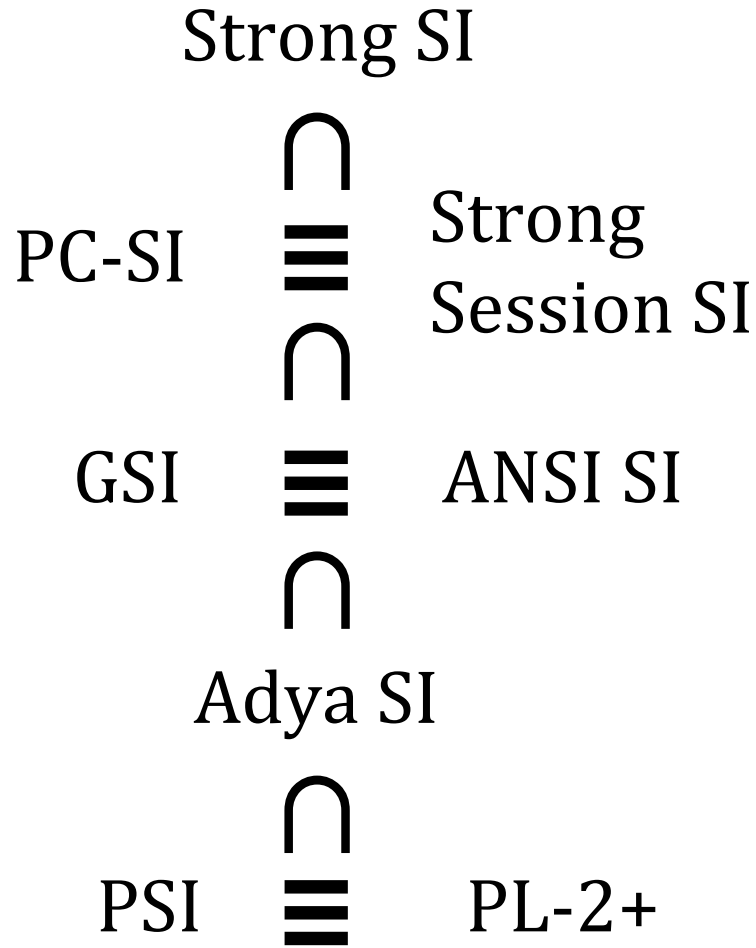 Strong SI
∩
PC-SI ≡ Strong
Session SI
∩
GSI ≡ ANSI SI
∩
Adya SI
∩
PSI ≡ PL-2+